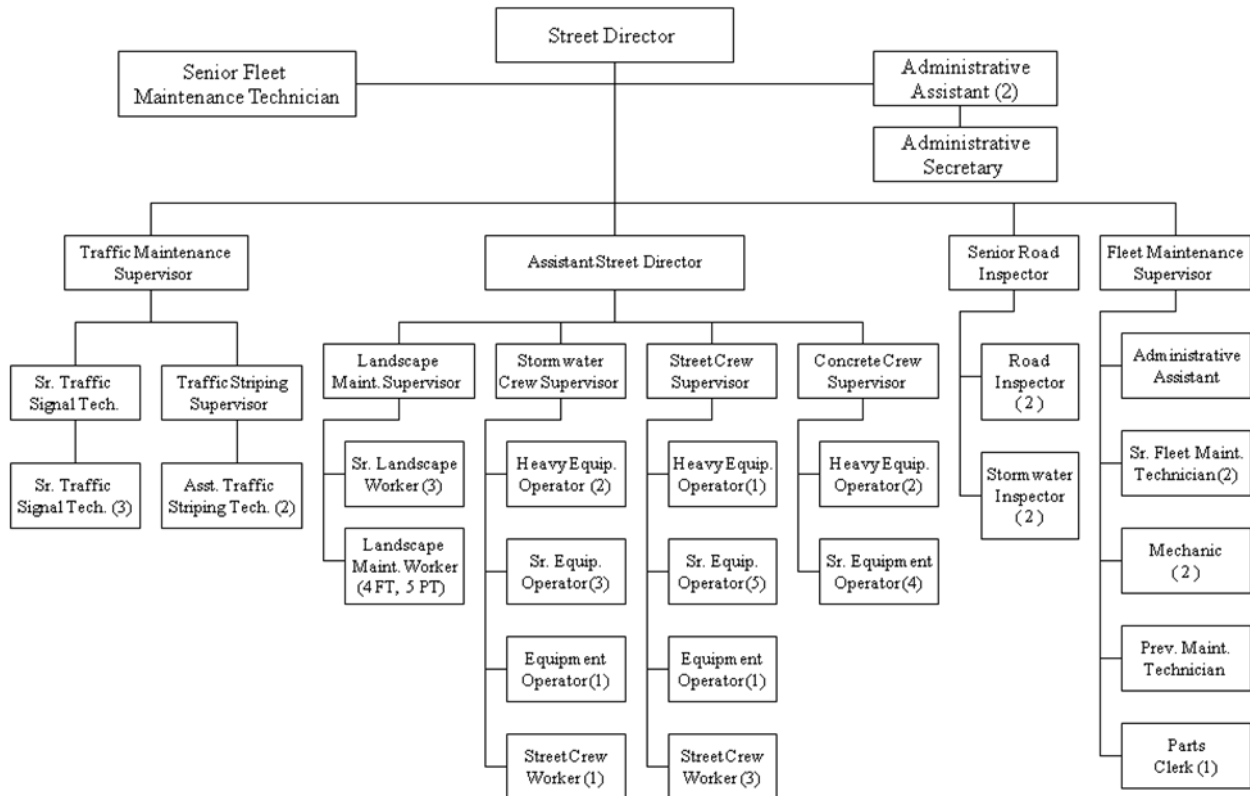 Street Director
Senior Fleet
Maintenance Technician
Administrative
Assistant (2)
Administrative
Secretary
Traffic Maintenance
Supervisor
Assistant Street Director
Senior Road
Inspector
Fleet Maintenance
Supervisor
Sr. Traffic
Signal Tech.
Traffic Striping
Supervisor
Sr. Traffic
Signal Tech. (3)
Asst. Traffic
Striping Tech. (2)
Landscape
Maint. Supervisor
Stormwater
Crew Supervisor
Street Crew
Supervisor
Concrete Crew
Supervisor
Sr. Landscape
Worker (3)
Landscape
Maint. Worker
(4 FT, 5 PT)
Heavy Equip.
Operator (2)
Sr. Equip.
Operator (3)
Equipment
Operator (1)
Street Crew
Worker (1)
Heavy Equip.
Operator (1)
Sr. Equip.
Operator (5)
Equipment
Operator (1)
Street Crew
Worker (3)
Heavy Equip.
Operator (2)
Sr. Equipment
Operator (4)
Road
Inspector
(2)
Stormwater
Inspector
(2)
Administrative
Assistant
Sr. Fleet Maint.
Technician (2)
Mechanic
(2)
Prev. Maint.
Technician
Parts
Clerk (1)